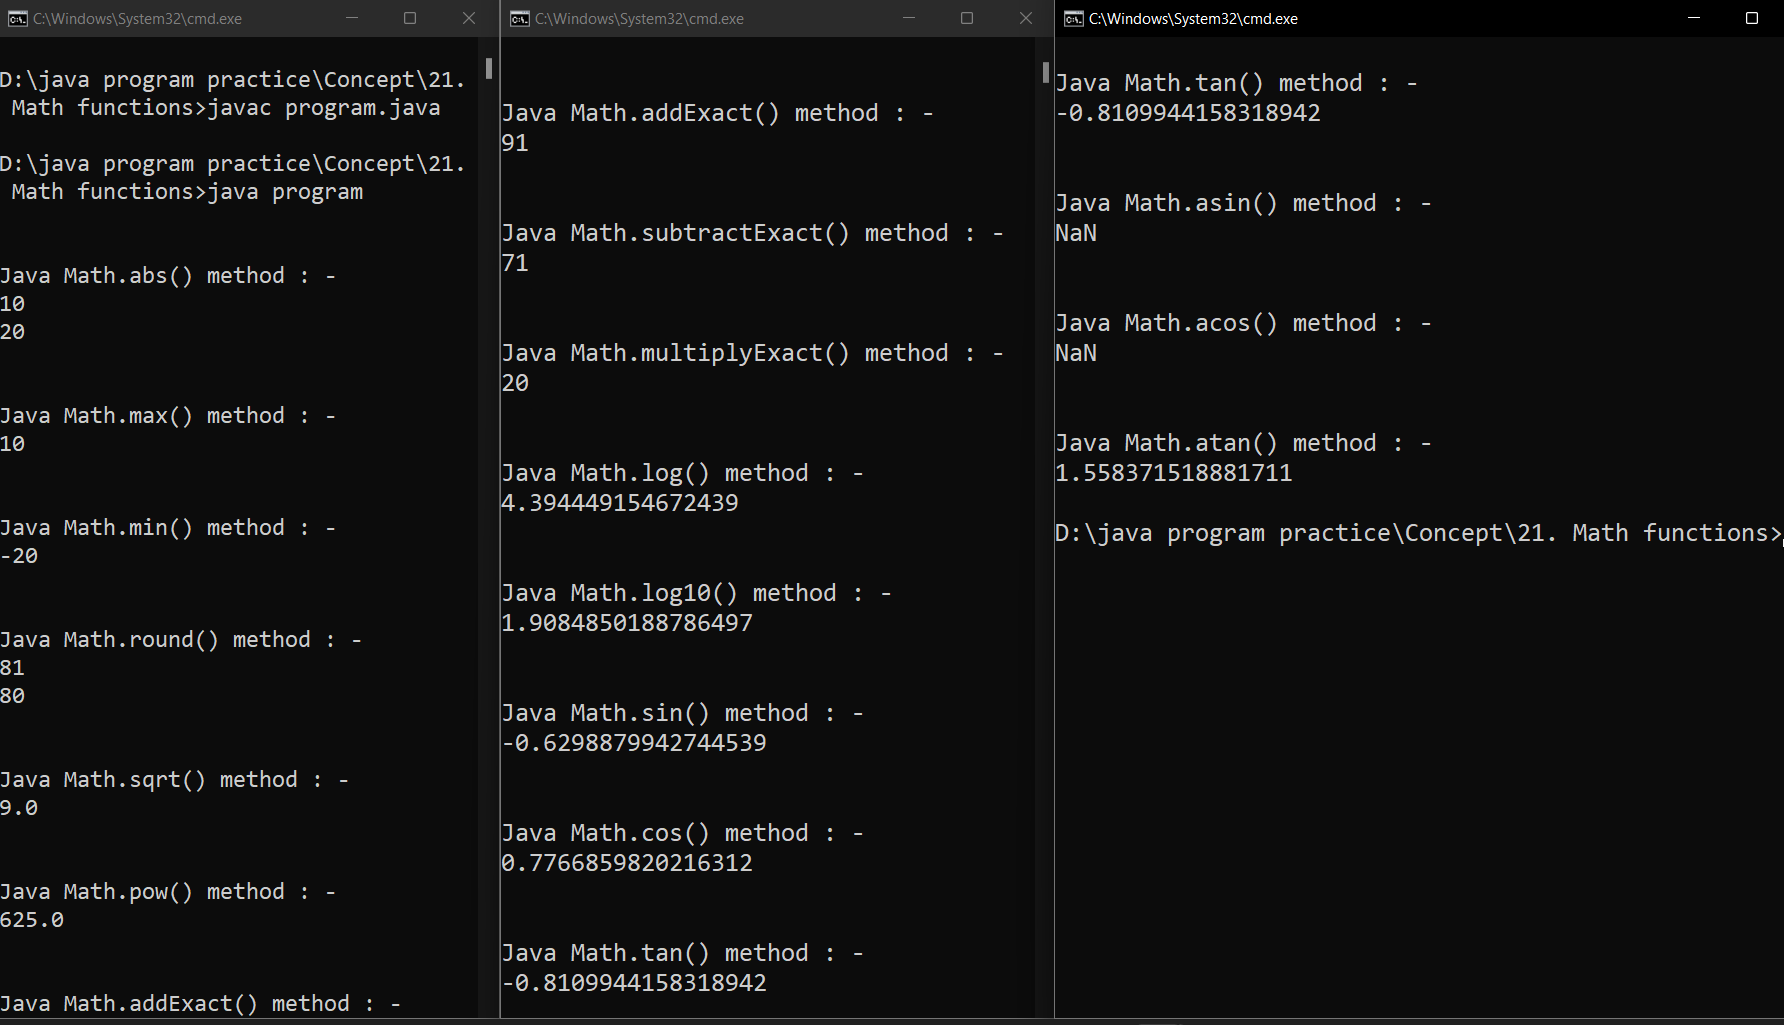 C:\Windows\System32\cmd.exe
D:\java program practice\Concept\21.
 Math functions>javac program.java
D:\java program practice\Concept\21.
 Math functions>java program
Java Math.abs() method : -
10
20
Java Math.max() method : -
10
Java Math.min() method : -
-20
Java Math.round() method : -
81
80
Java Math.sqrt() method : -
9.0
Java Math.pow() method : -
625.0
Java Math.addExact() method : -
C:\Windows\System32\cmd.exe
Java Math.addExact() method : -
91
Java Math.subtractExact() method : -
71
Java Math.multiplyExact() method : -
20
Java Math.log() method : -
4.394449154672439
Java Math.log10() method : -
1.9084850188786497
Java Math.sin() method : -
-0.6298879942744539
Java Math.cos() method : -
0.7766859820216312
Java Math.tan() method : -
-0.8109944158318942
C:\Windows\System32\cmd.exe
Java Math.tan() method : -
-0.8109944158318942
Java Math.asin() method : -
NaN
Java Math.acos() method : -
NaN
Java Math.atan() method : -
1.558371518881711
D:\java program practice\Concept\21. Math functions>